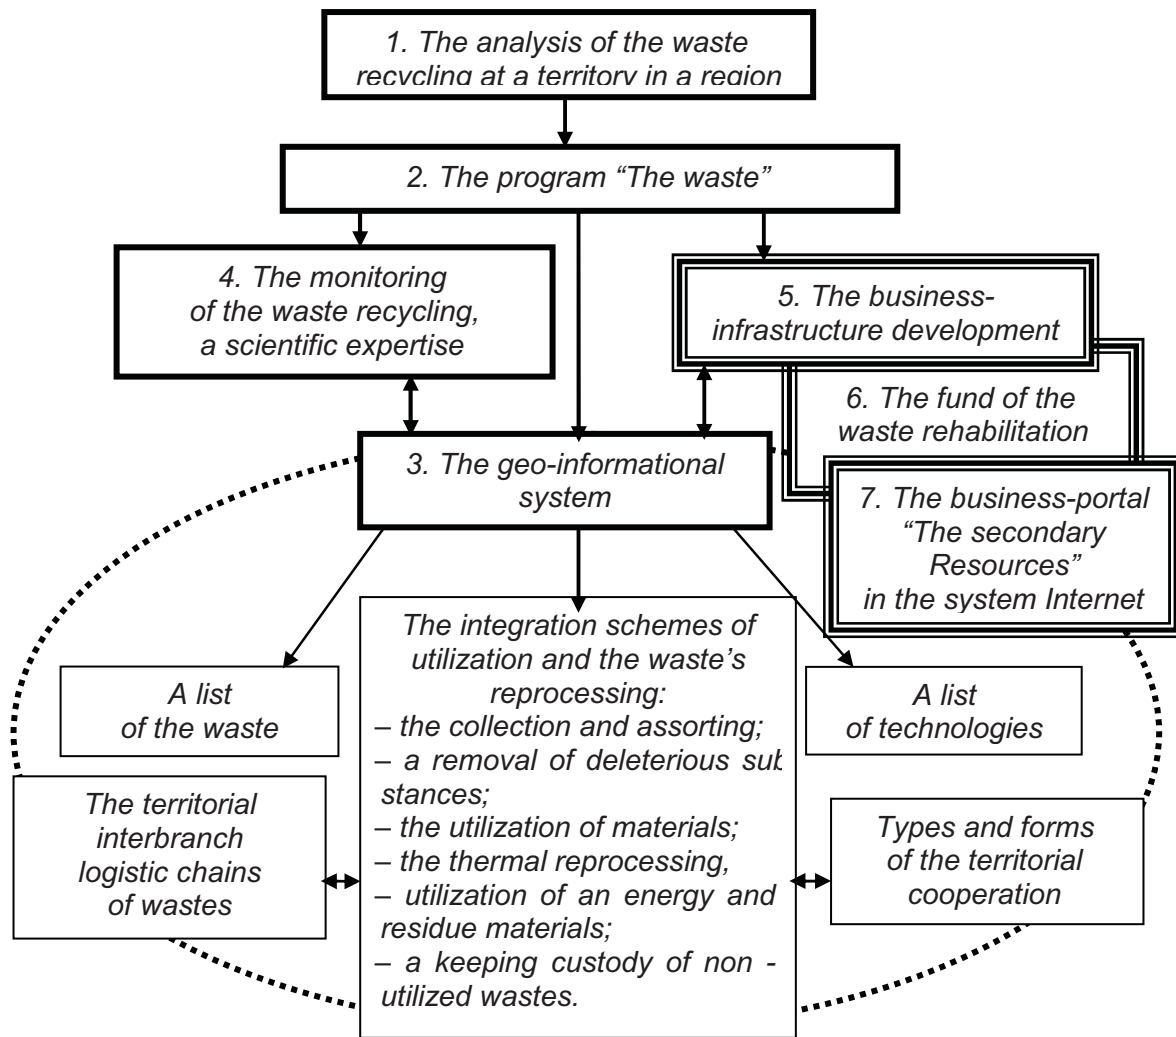 1. The analysis of the waste
recycling at a territory in a region
2. The program “The waste”
4. The monitoring
of the waste recycling,
a scientific expertise
5. The business-
infrastructure development
6. The fund of the
waste rehabilitation
3. The geo-informational
system
7. The business-portal
“The secondary
Resources”
in the system Internet
The integration schemes of
utilization and the waste’s
reprocessing:
– the collection and assorting;
– a removal of deleterious sub
stances;
– the utilization of materials;
– the thermal reprocessing,
– utilization of an energy and
residue materials;
– a keeping custody of non -
utilized wastes.
A list
of the waste
A list
of technologies
The territorial
interbranch
logistic chains
of wastes
Types and forms
of the territorial
cooperation